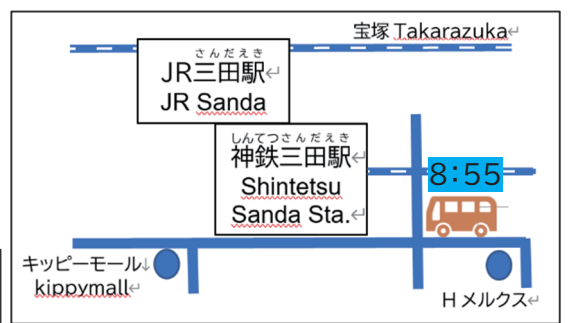 宝塚 Takarazuka
さんだえき
JR三田駅
JR Sanda
しんてつさんだえき
神鉄三田駅
Shintetsu
Sanda Sta.
8:55
キッピーモール
kippymall
Hメルクス